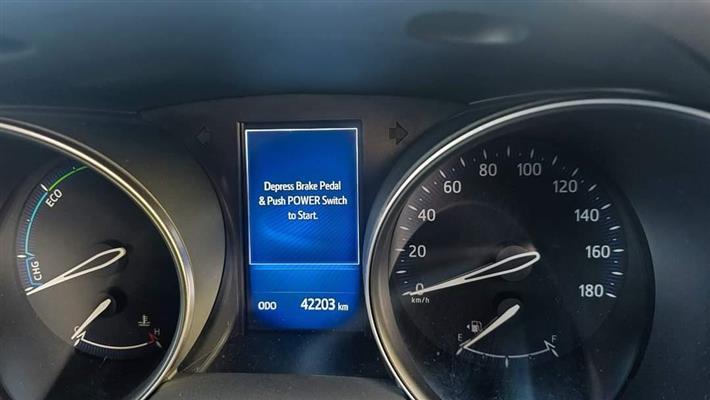 ECO
CHG
C
H
Depress Brake Pedal
& Push POWER Switch
to Start.
ODO 42203 km
0
20
40
60
80
100
120
140
160
180
km/h
E
F